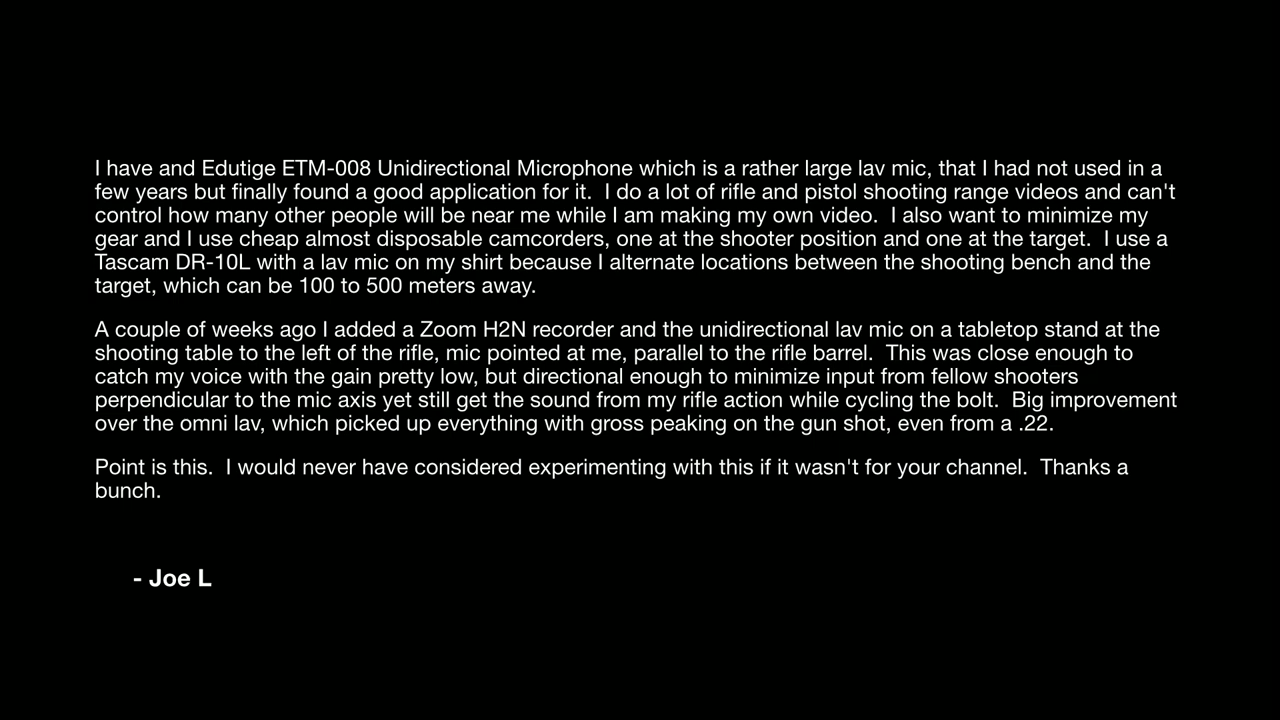 I have and Edutige ETM-008 Unidirectional Microphone which is a rather large lav mic, that I had not used in a
few years but finally found a good application for it.  I do a lot of rifle and pistol shooting range videos and can't
control how many other people will be near me while I am making my own video.  I also want to minimize my
gear and I use cheap almost disposable camcorders, one at the shooter position and one at the target.  I use a
Tascam DR-10L with a lav mic on my shirt because I alternate locations between the shooting bench and the
target, which can be 100 to 500 meters away.
A couple of weeks ago I added a Zoom H2N recorder and the unidirectional lav mic on a tabletop stand at the
shooting table to the left of the rifle, mic pointed at me, parallel to the rifle barrel.  This was close enough to
catch my voice with the gain pretty low, but directional enough to minimize input from fellow shooters
perpendicular to the mic axis yet still get the sound from my rifle action while cycling the bolt.  Big improvement
over the omni lav, which picked up everything with gross peaking on the gun shot, even from a .22.
Point is this.  I would never have considered experimenting with this if it wasn't for your channel.  Thanks a
bunch.
- Joe L